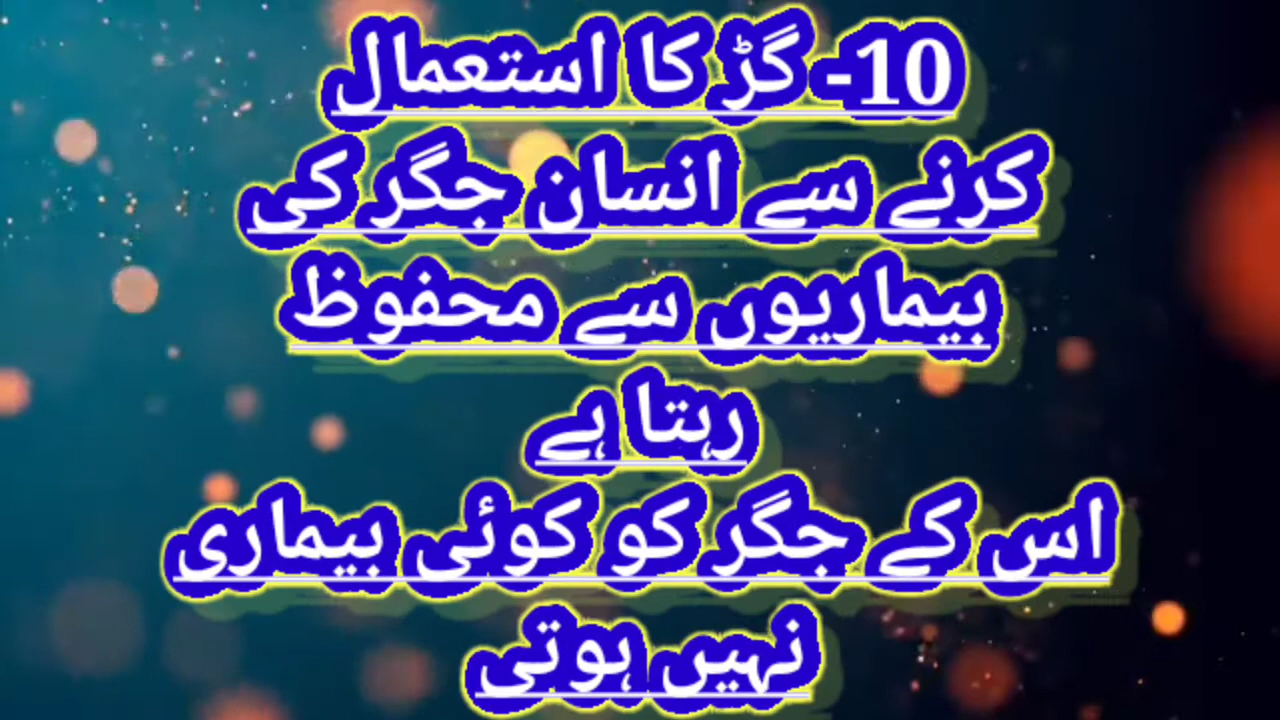 10- گڑ کا استعمال
کرنے سے انسان جگر کی
بیماریوں سے محفوظ
رہتا ہے
اس کے جگر کو کوئی بیماری
نہیں ہوتی